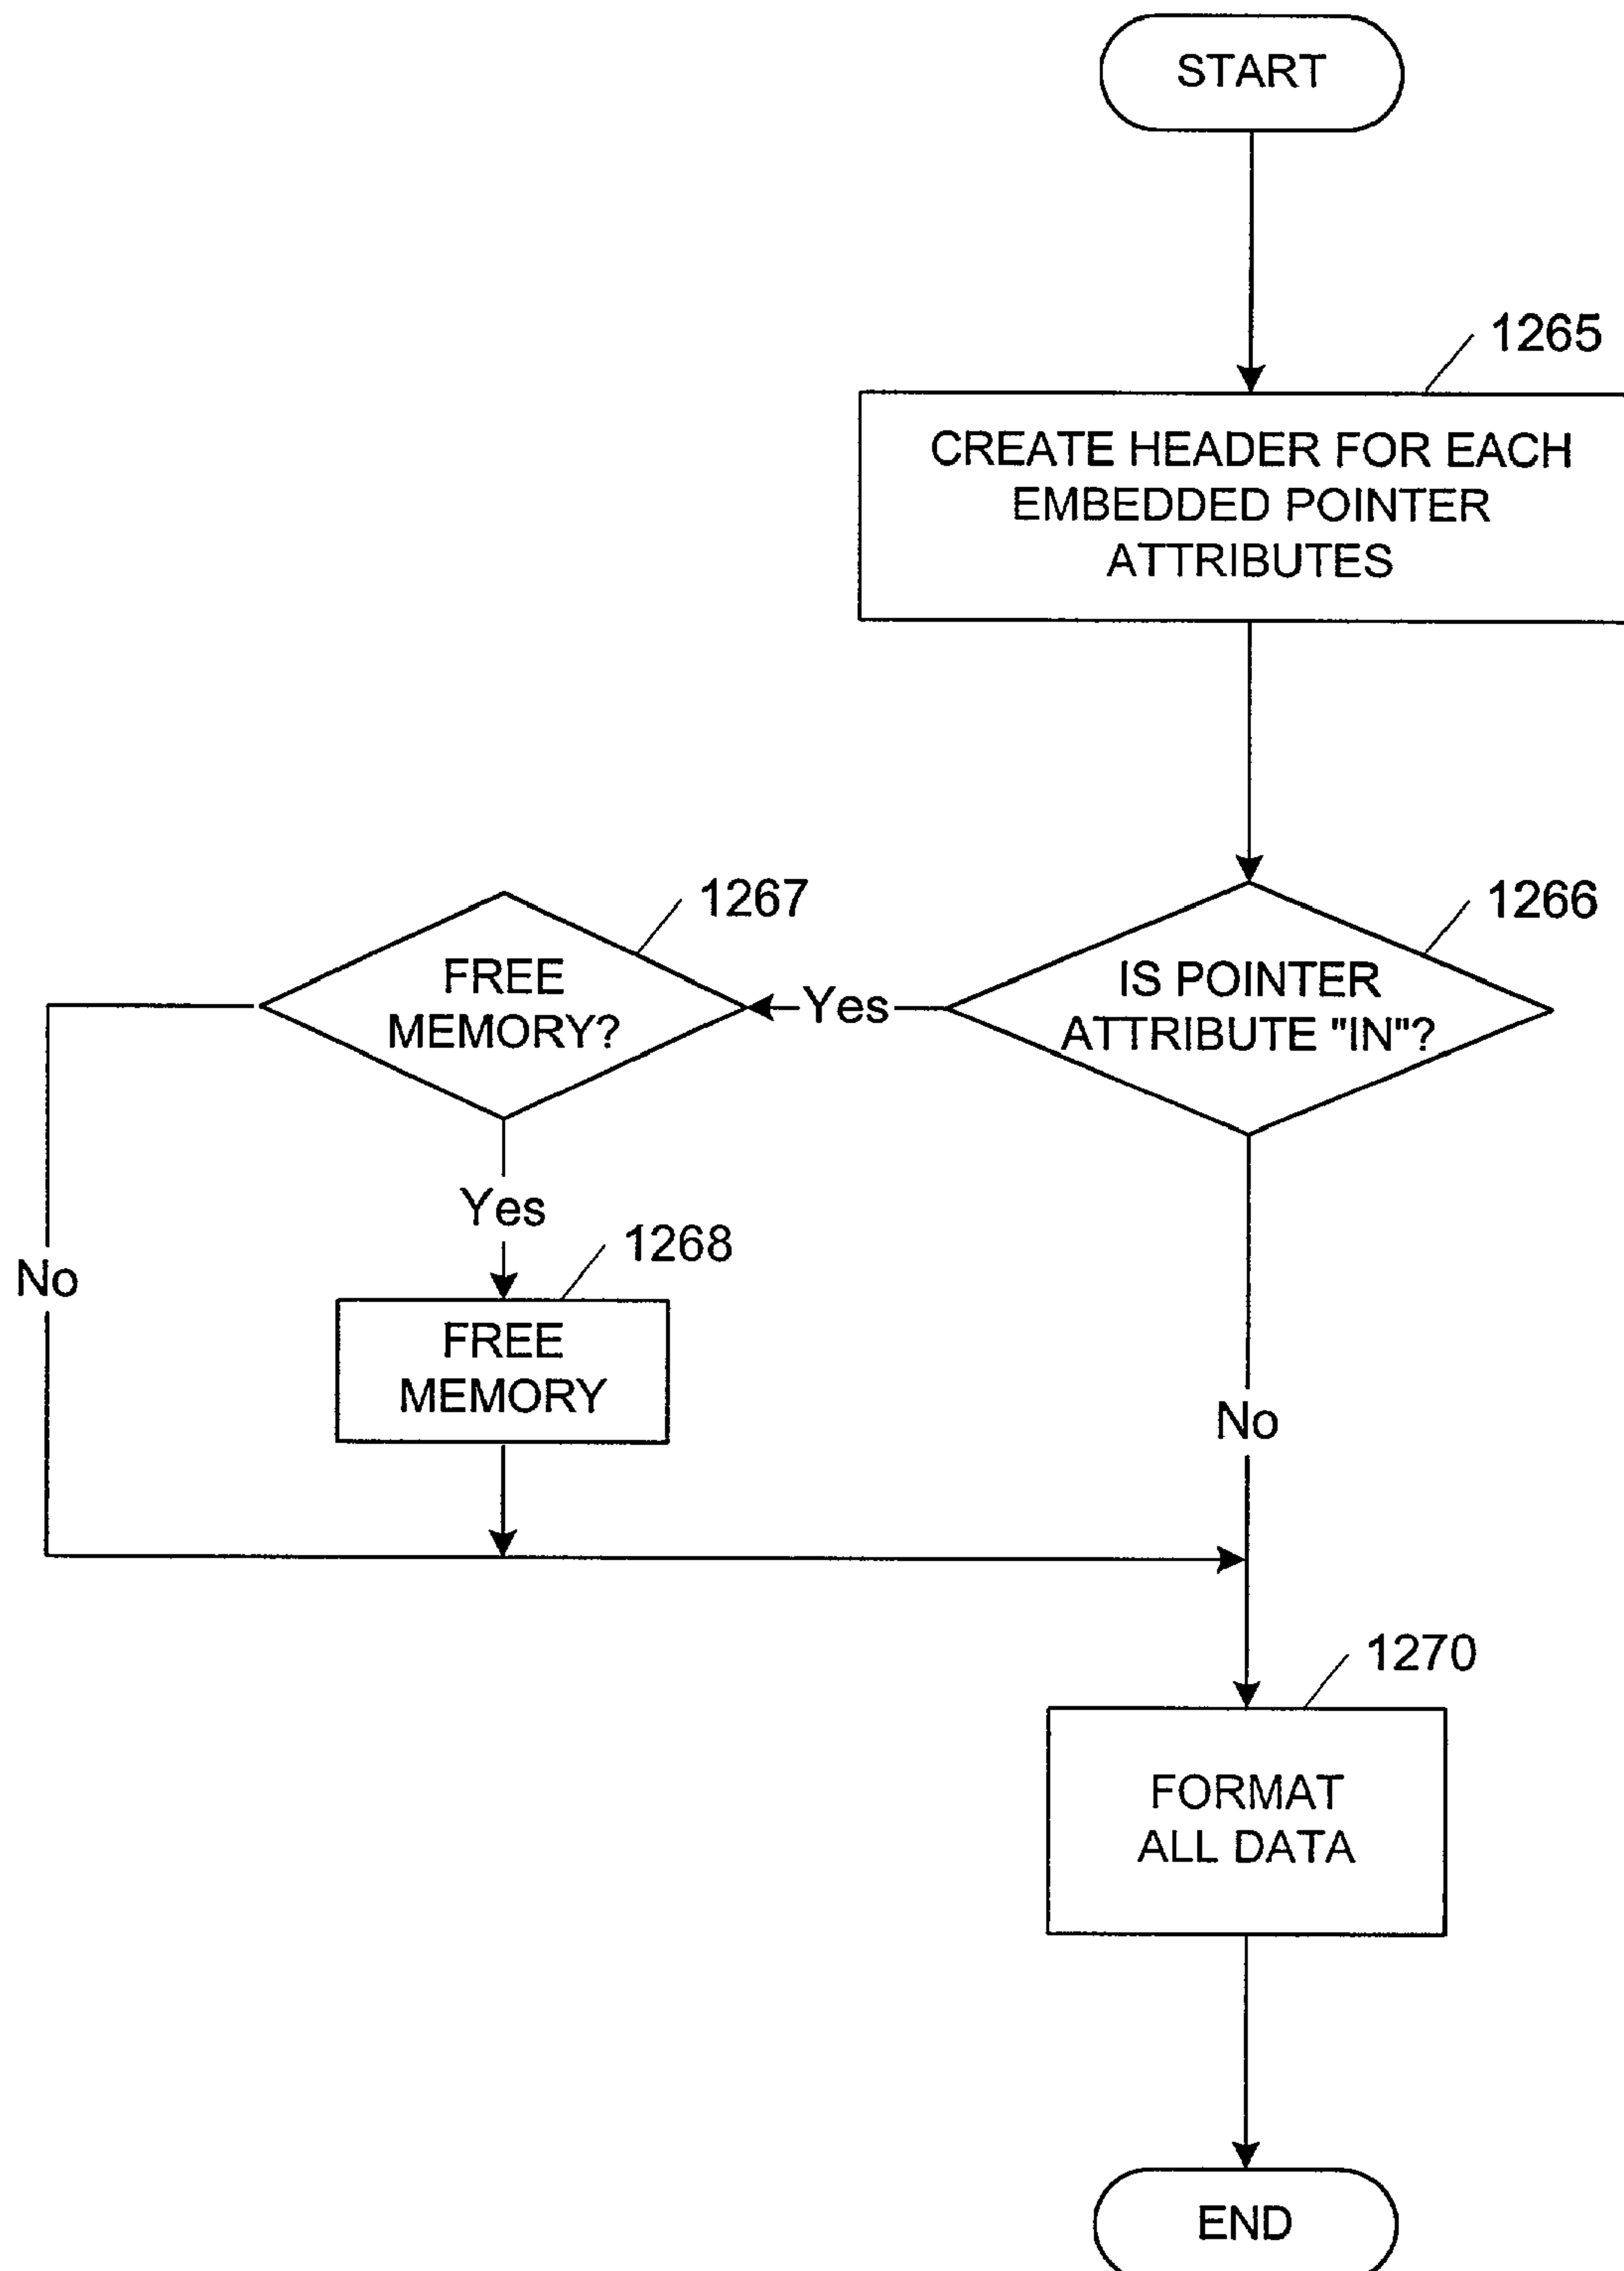 START
1265
CREATE HEADER FOR EACH
EMBEDDED POINTER
ATTRIBUTES
1267
1266
FREE
MEMORY?
Yes
IS POINTER
ATTRIBUTE "IN"?
Yes
1268
No
FREE
MEMORY
No
1270
FORMAT
ALL DATA
END